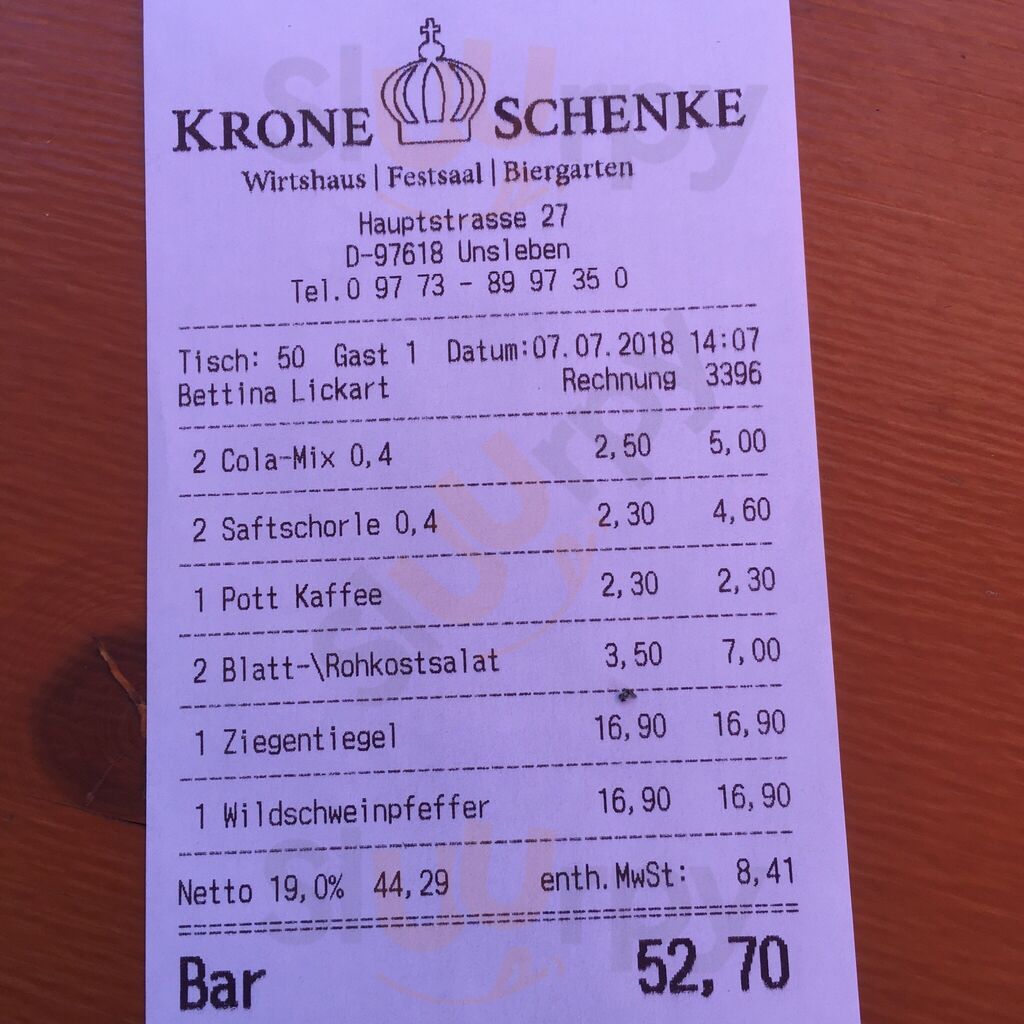 KRONE SCHENKE
Wirtshaus | Festsaal | Biergarten
Hauptstrasse 27
D-97618 Unsleben
Tel.0 97 73 - 89 97 35 0
Tisch: 50 Gast 1 Datum:07.07.2018 14:07
Bettina Lickart Rechnung 3396
2 Cola-Mix 0,4 2,50 5,00
2 Saftschorle 0,4 2,30 4,60
1 Pott Kaffee 2,30 2,30
2 Blatt-\Rohkostsalat 3,50 7,00
1 Ziegentiegel 16,90 16,90
1 Wildschweinpfeffer 16,90 16,90
Netto 19,0% 44,29 enth.MwSt: 8,41
Bar 52,70
Slurpy
Slurpy
Slurpy